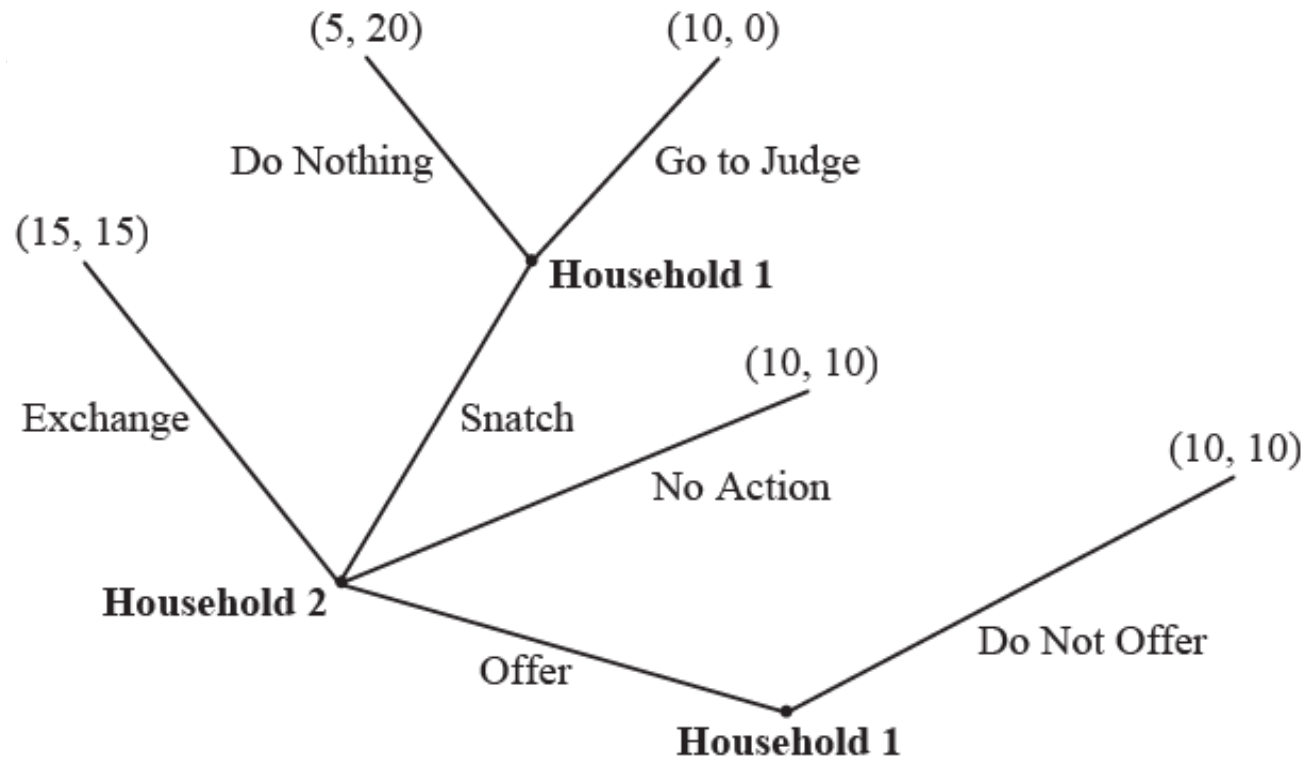 (5, 20)
(10, 0)
Do Nothing
Go to Judge
(15, 15)
Household 1
(10, 10)
Exchange
Snatch
No Action
(10, 10)
Household 2
Offer
Do Not Offer
Household 1